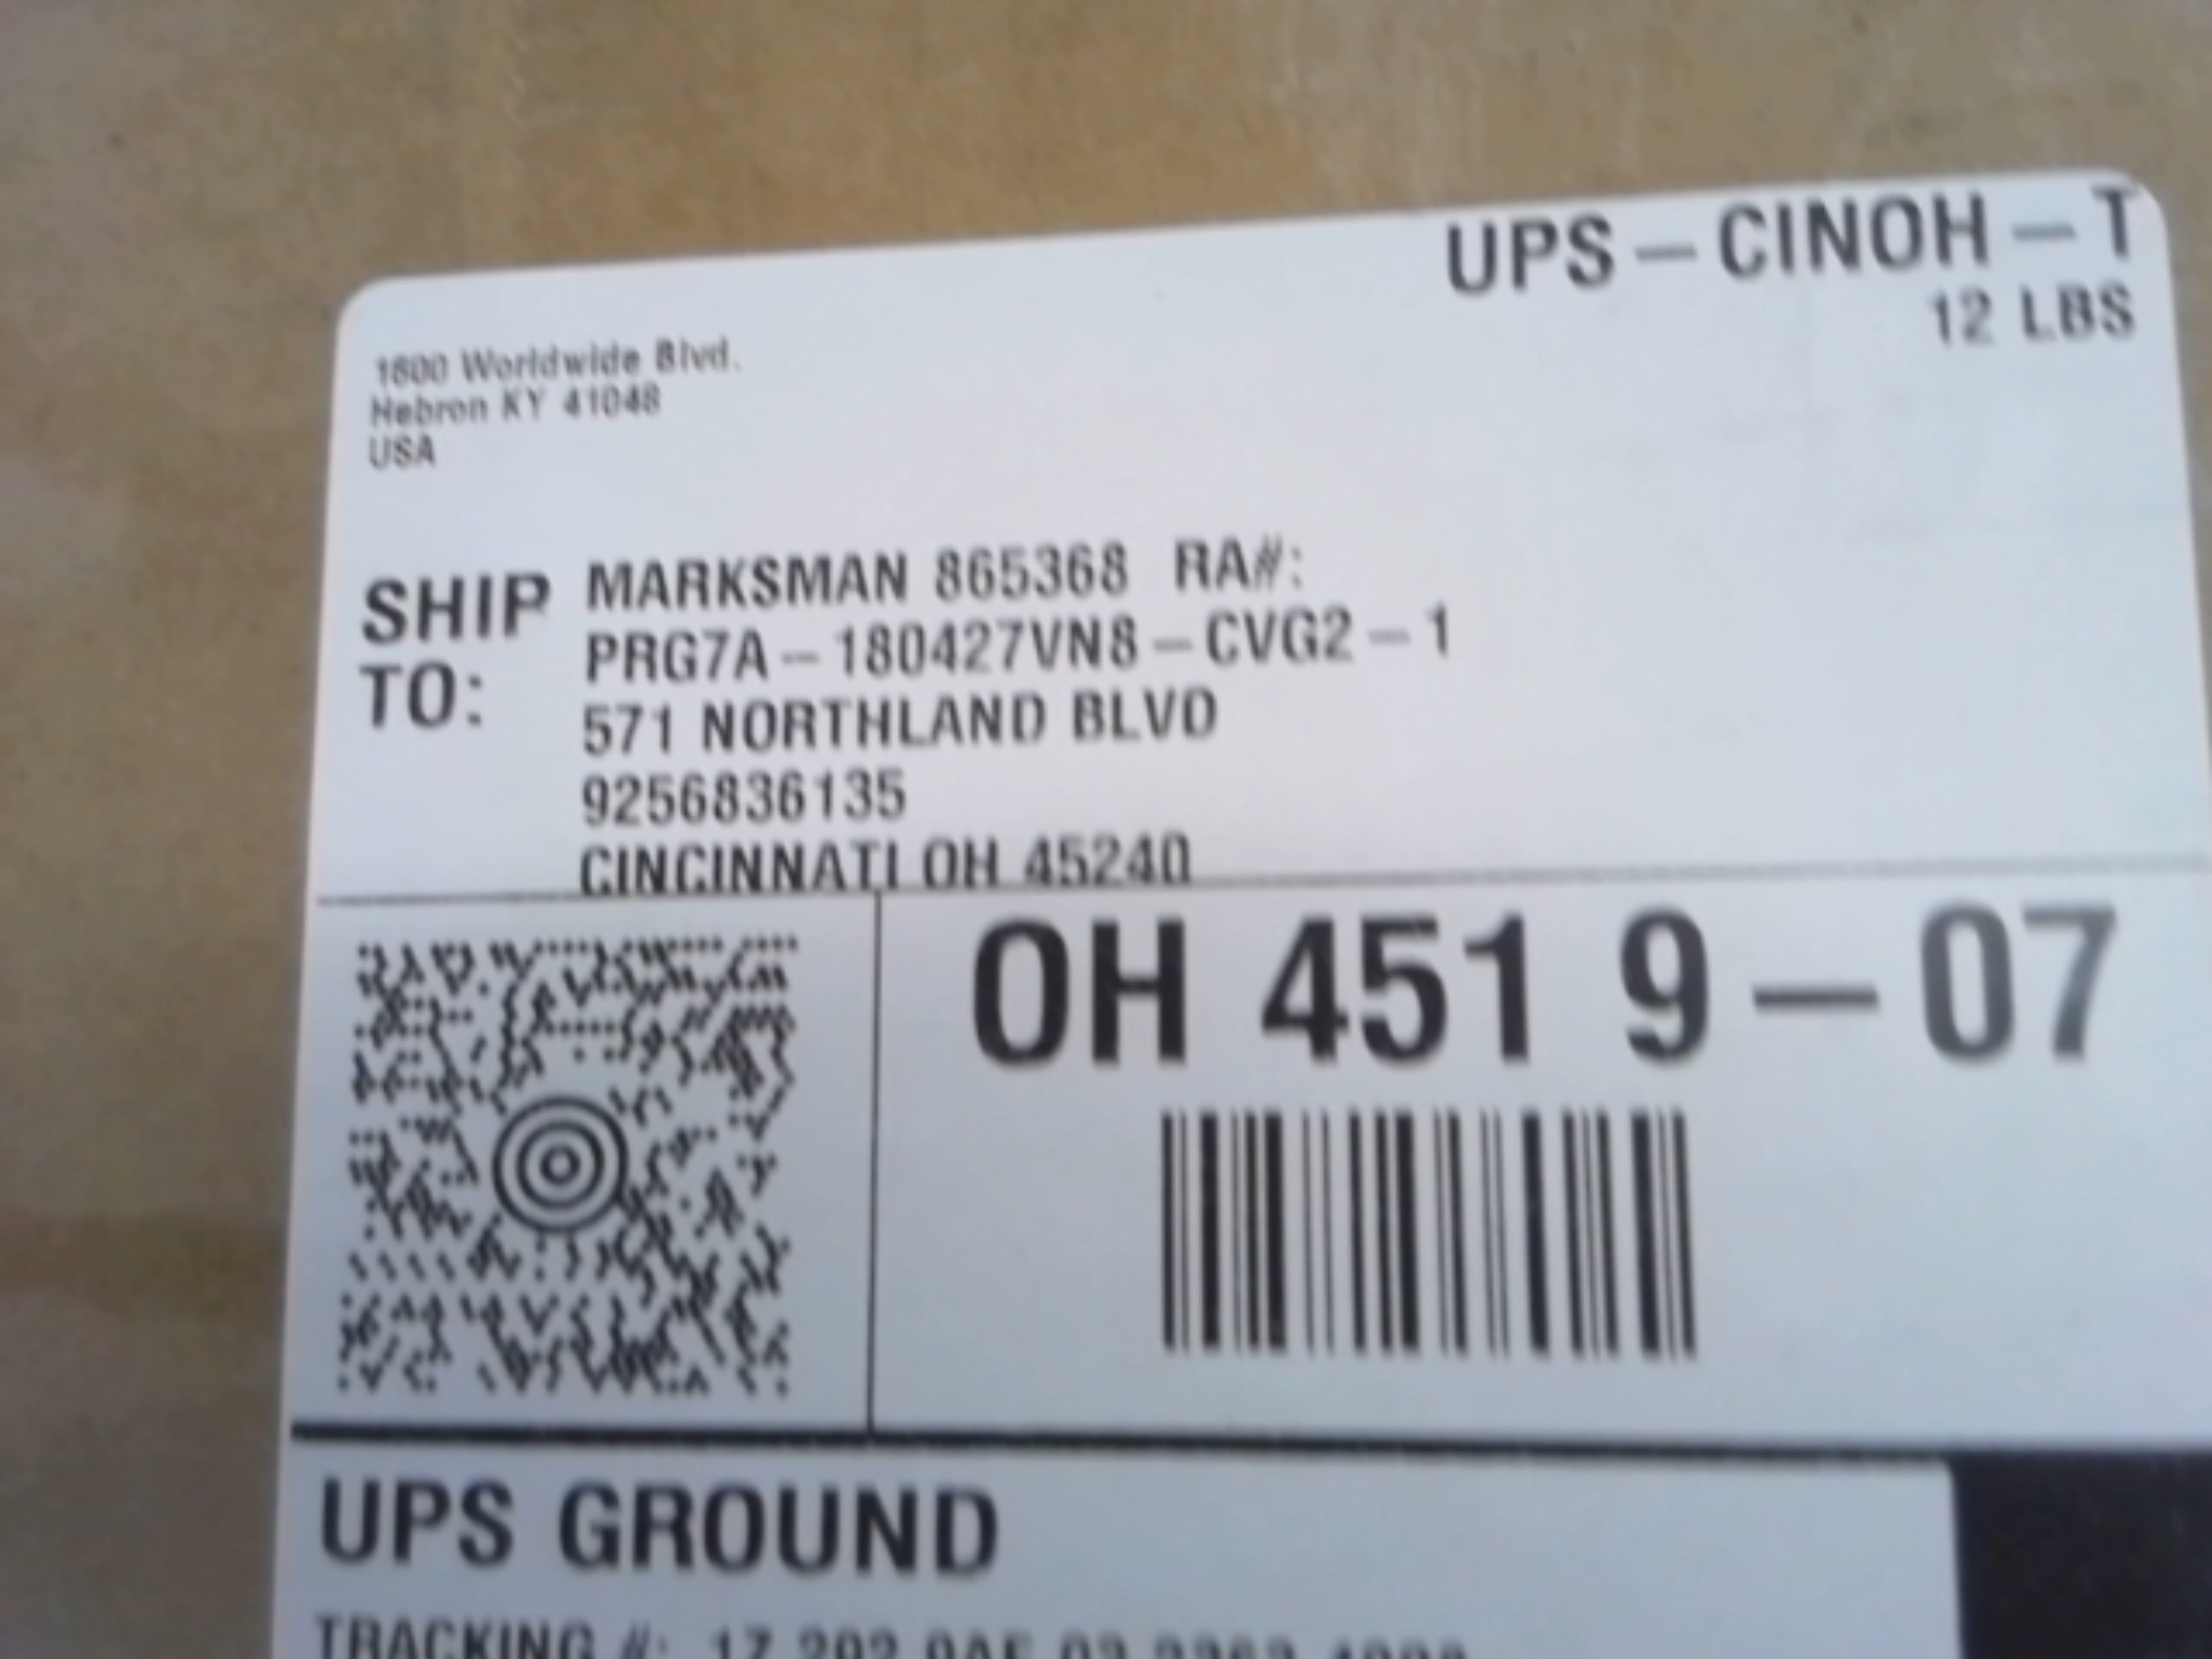 UPS - CINOH - T
12 LBS
1600 Worldwide Blvd.
Hebron KY 41048
USA
SHIP TO:
MARKSMAN 865368 RA#:
PRG7A - 180427VN8 - CVG2 - 1
571 NORTHLAND BLVD
9256836135
CINCINNATI OH 45240
OH 451 9 - 07
UPS GROUND
TRACKING #: